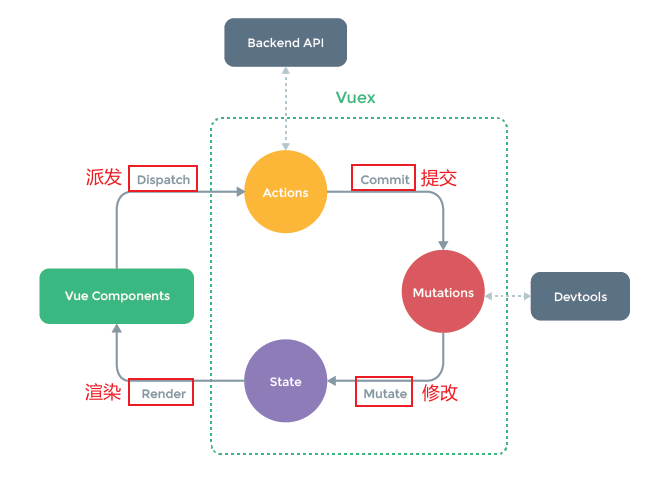 Backend API
Vuex
派发 Dispatch
Actions
Commit 提交
Vue Components
Mutations
Devtools
State
渲染 Render
Mutate 修改